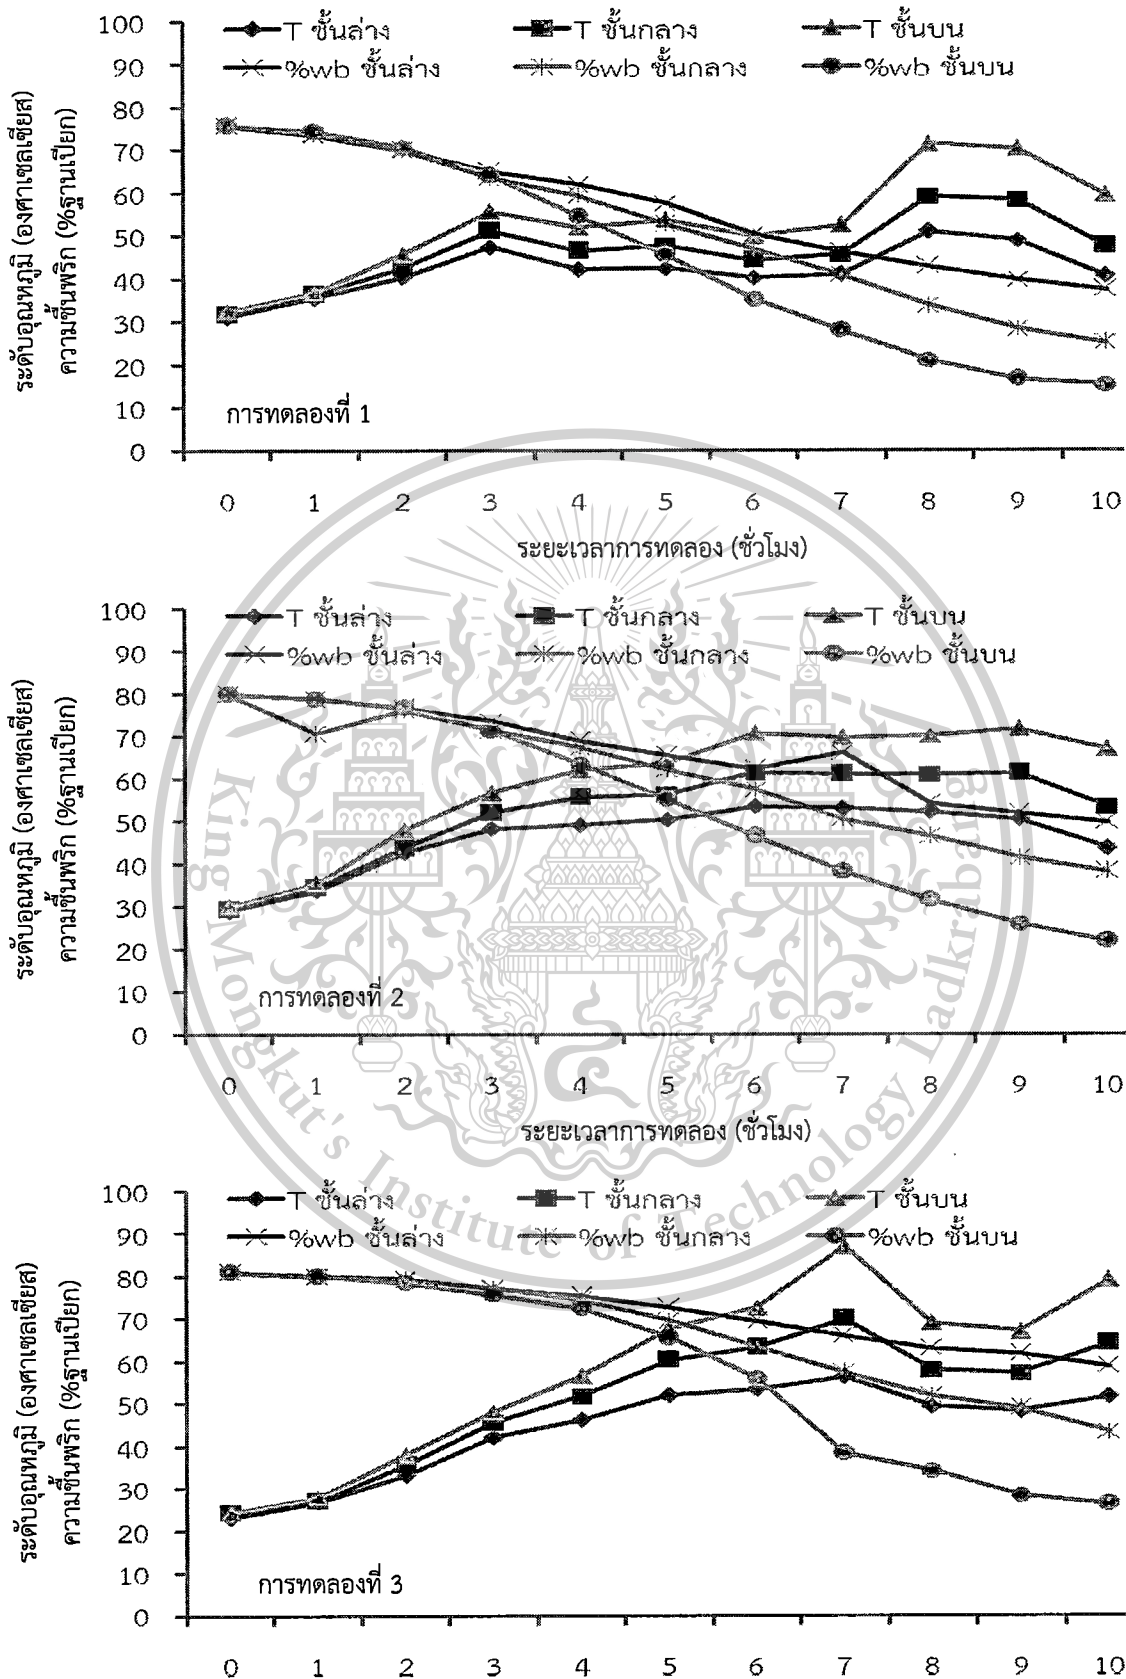 100
90
80
70
60
50
40
30
20
10
0
ระดับอุณหภูมิ (องศาเซลเซียส)
ความชื้นพริก (%ฐานเปียก)
T ชั้นล่าง
T ชั้นกลาง
T ชั้นบน
%wb ชั้นล่าง
%wb ชั้นกลาง
%wb ชั้นบน
การทดลองที่ 1
0 1 2 3 4 5 6 7 8 9 10
ระยะเวลาการทดลอง (ชั่วโมง)
100
90
80
70
60
50
40
30
20
10
0
ระดับอุณหภูมิ (องศาเซลเซียส)
ความชื้นพริก (%ฐานเปียก)
T ชั้นล่าง
T ชั้นกลาง
T ชั้นบน
%wb ชั้นล่าง
%wb ชั้นกลาง
%wb ชั้นบน
การทดลองที่ 2
0 1 2 3 4 5 6 7 8 9 10
ระยะเวลาการทดลอง (ชั่วโมง)
100
90
80
70
60
50
40
30
20
10
0
ระดับอุณหภูมิ (องศาเซลเซียส)
ความชื้นพริก (%ฐานเปียก)
T ชั้นล่าง
T ชั้นกลาง
T ชั้นบน
%wb ชั้นล่าง
%wb ชั้นกลาง
%wb ชั้นบน
การทดลองที่ 3
0 1 2 3 4 5 6 7 8 9 10
King Mongkut's Institute of Technology Ladkrabang